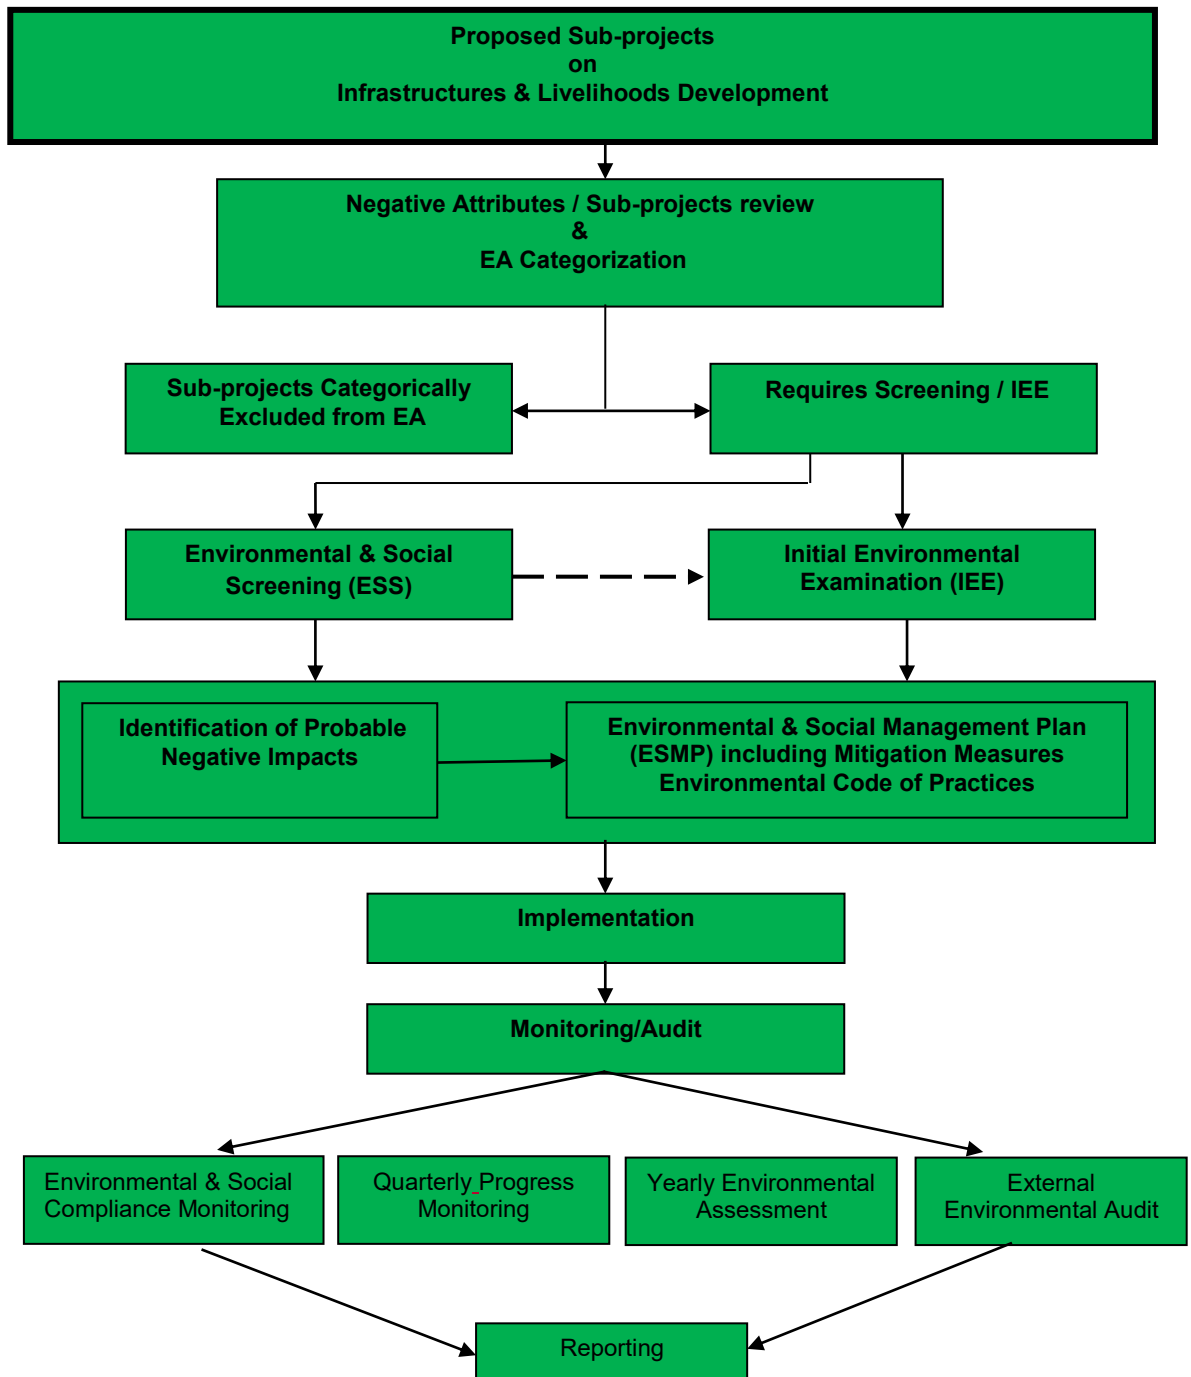 Proposed Sub-projects
on
Infrastructures & Livelihoods Development
Negative Attributes / Sub-projects review
&
EA Categorization
Sub-projects Categorically
Excluded from EA
Requires Screening / IEE
Environmental & Social
Screening (ESS)
Initial Environmental
Examination (IEE)
Identification of Probable
Negative Impacts
Environmental & Social Management Plan
(ESMP) including Mitigation Measures
Environmental Code of Practices
Implementation
Monitoring/Audit
Environmental & Social
Compliance Monitoring
Quarterly Progress
Monitoring
Yearly Environmental
Assessment
External
Environmental Audit
Reporting